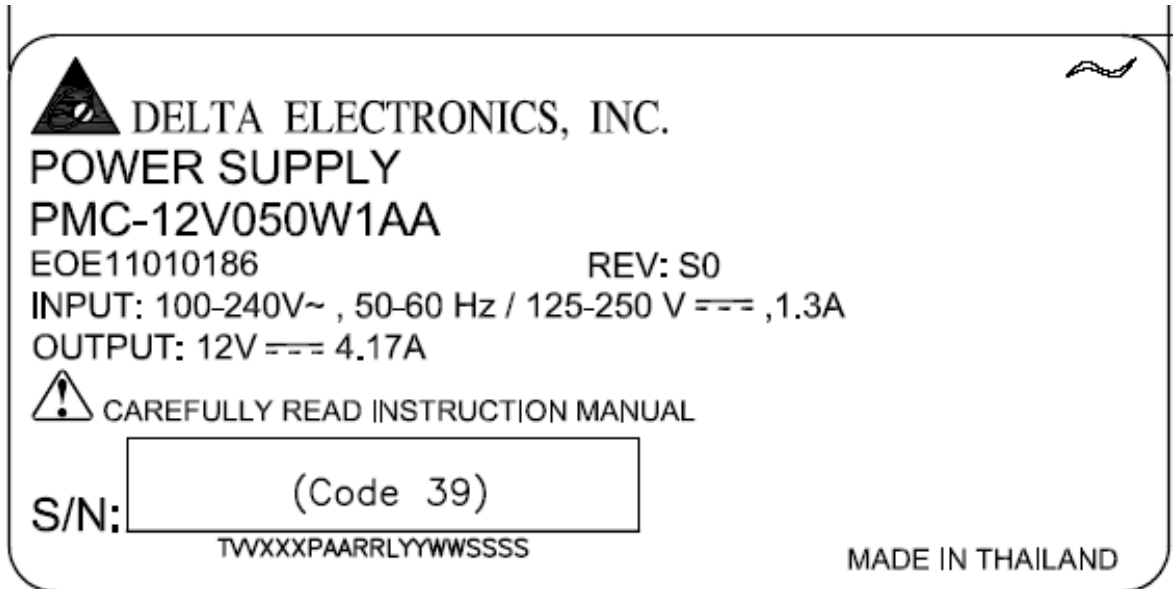 DELTA ELECTRONICS, INC.
POWER SUPPLY
PMC-12V050W1AA
EOE11010186 REV: S0
INPUT: 100-240V~ , 50-60 Hz / 125-250 V ⎓ ,1.3A
OUTPUT: 12V ⎓ 4.17A
CAREFULLY READ INSTRUCTION MANUAL
(Code 39)
S/N:
TVVXXXPAARRLYYWWSSSS
MADE IN THAILAND